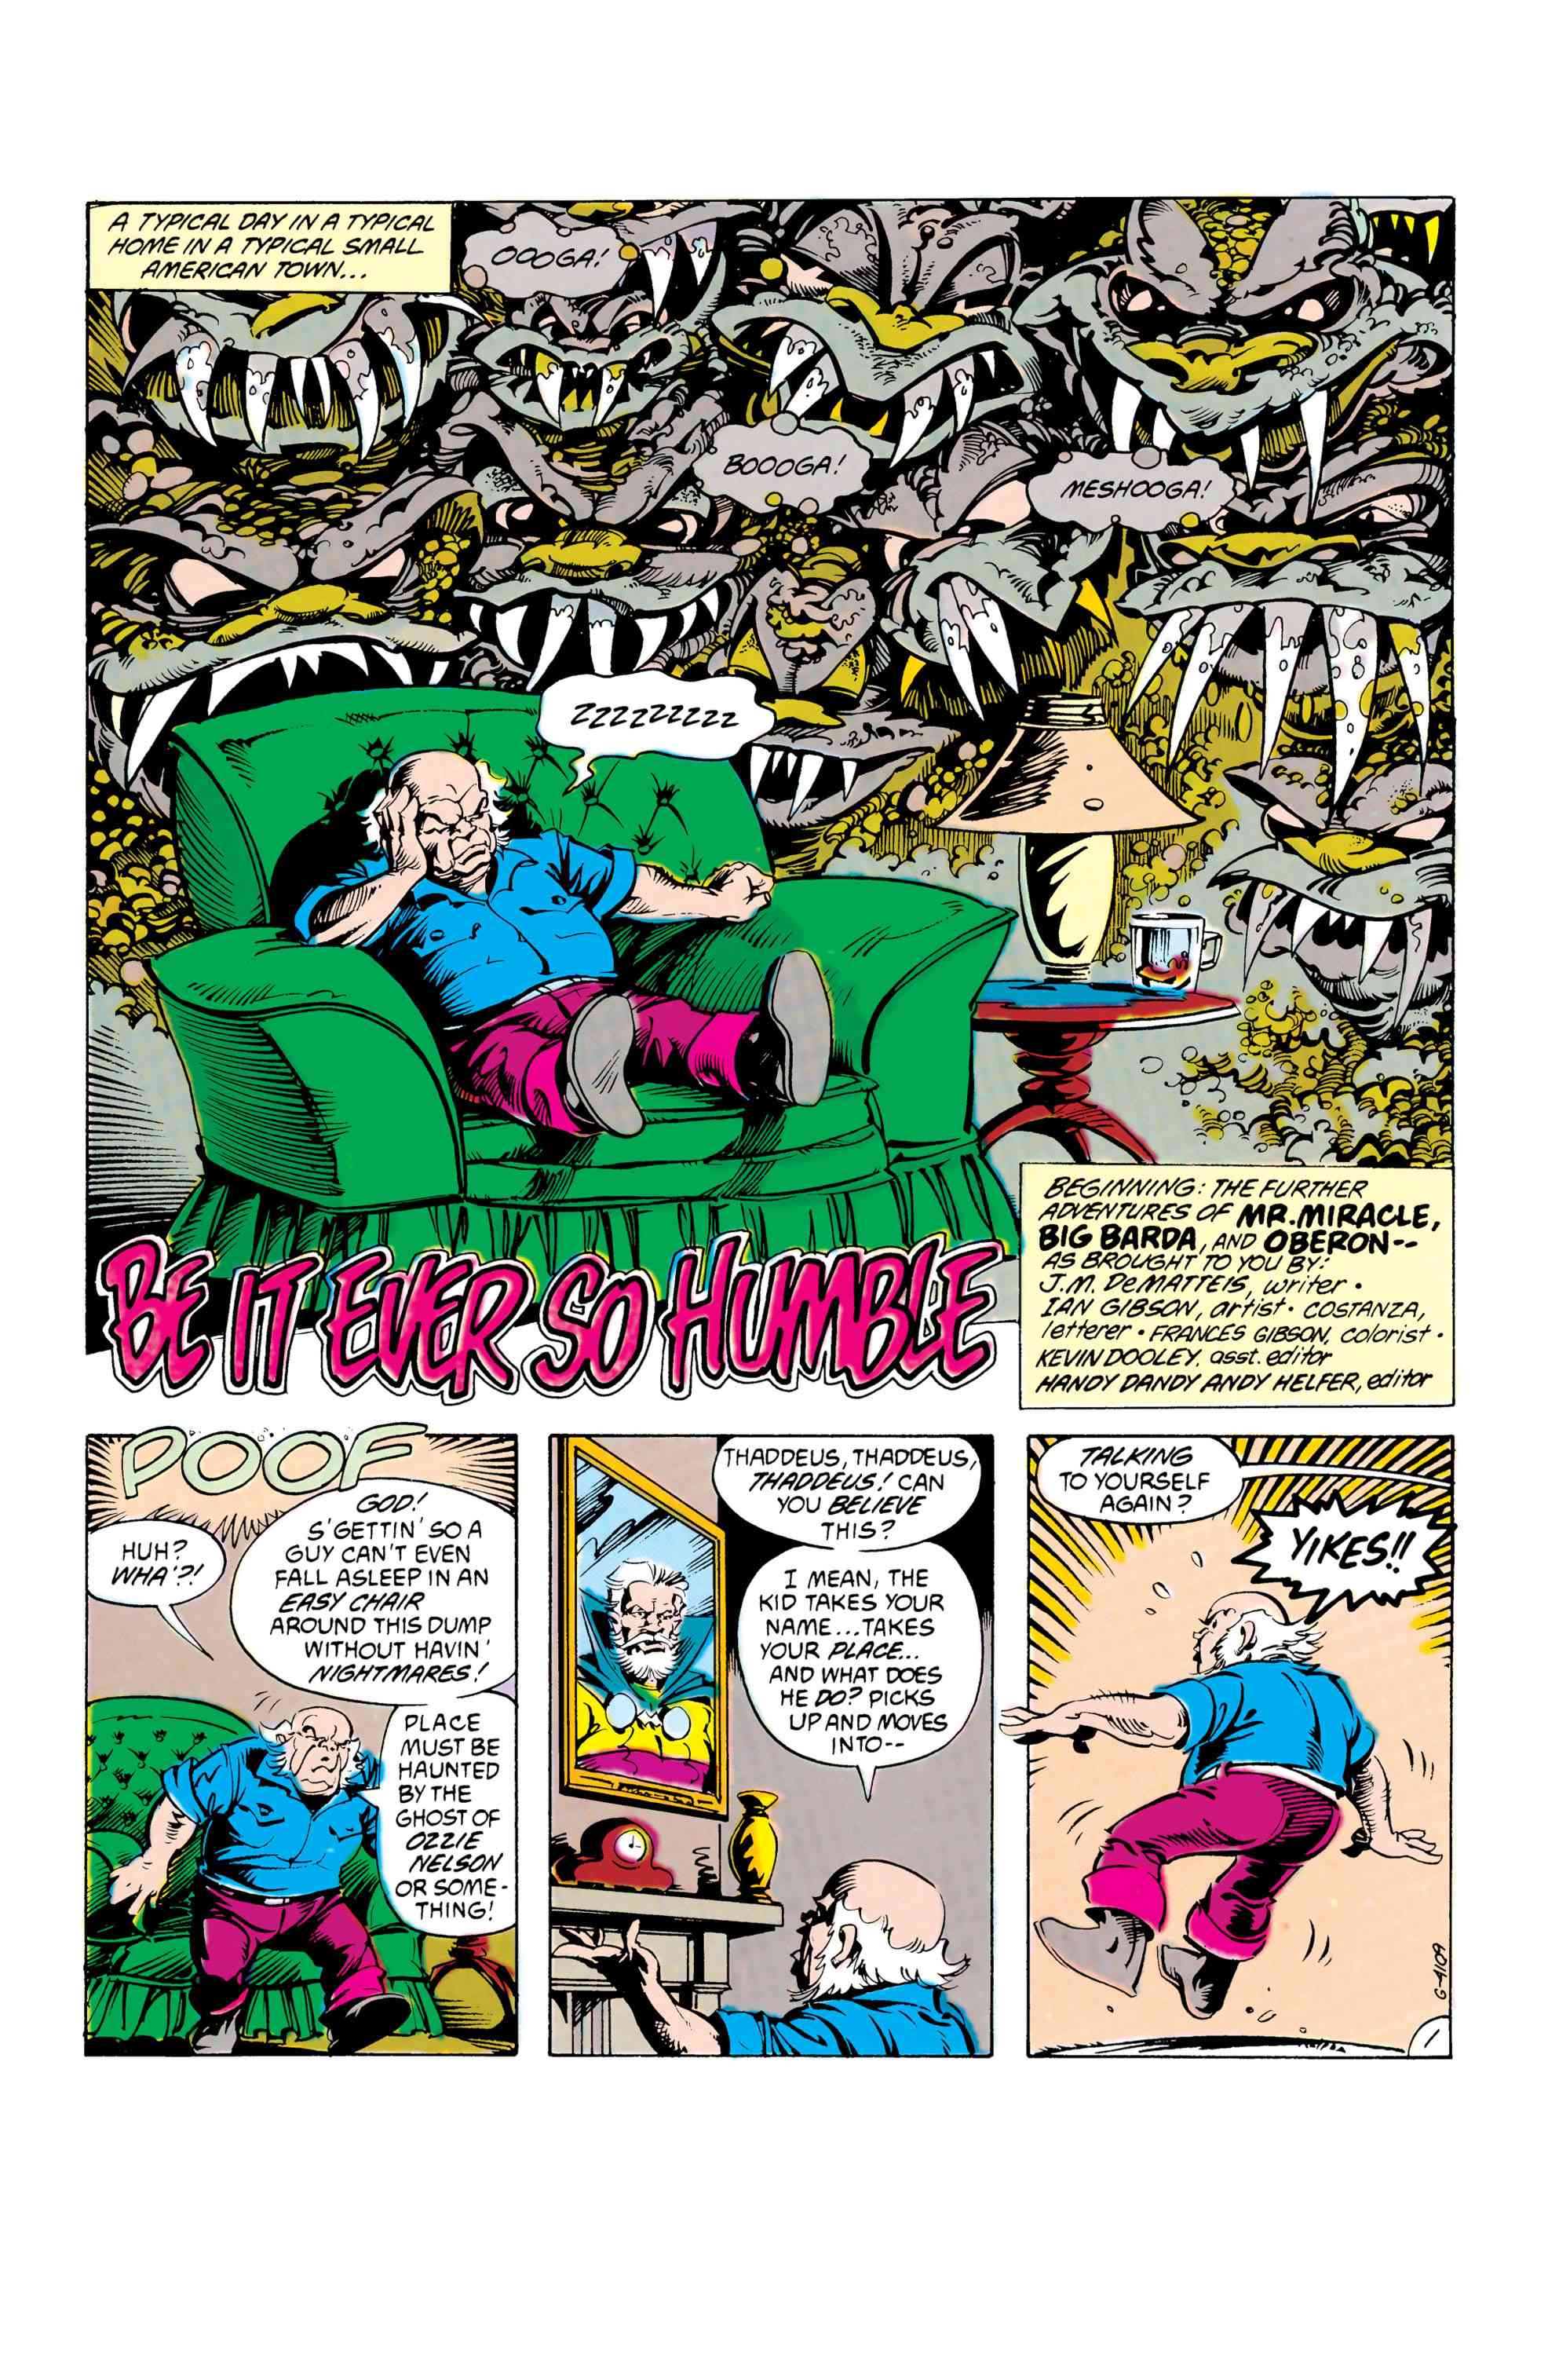 A TYPICAL DAY IN A TYPICAL
HOME IN A TYPICAL SMALL
AMERICAN TOWN...
OOOGA!
BOOOGA!
MESHOOGA!
ZZZZZZZZZ
BE IT EVER SO HUMBLE
BEGINNING: THE FURTHER
ADVENTURES OF MR. MIRACLE,
BIG BARDA, AND OBERON--
AS BROUGHT TO YOU BY:
J.M. DeMATTEIS, writer •
IAN GIBSON, artist • COSTANZA,
letterer • FRANCES GIBSON, colorist •
KEVIN DOOLEY, asst. editor
HANDY DANDY ANDY HELFER, editor
POOF
HUH?
WHA'?!
GOD!
S'GETTIN' SO A
GUY CAN'T EVEN
FALL ASLEEP IN AN
EASY CHAIR
AROUND THIS DUMP
WITHOUT HAVIN'
NIGHTMARES!
PLACE
MUST BE
HAUNTED
BY THE
GHOST OF
OZZIE
NELSON
OR SOME-
THING!
THADDEUS, THADDEUS,
THADDEUS! CAN
YOU BELIEVE
THIS?
I MEAN, THE
KID TAKES YOUR
NAME...TAKES
YOUR PLACE...
AND WHAT DOES
HE DO? PICKS
UP AND MOVES
INTO--
TALKING
TO YOURSELF
AGAIN?
YIKES!!
G-4109
1